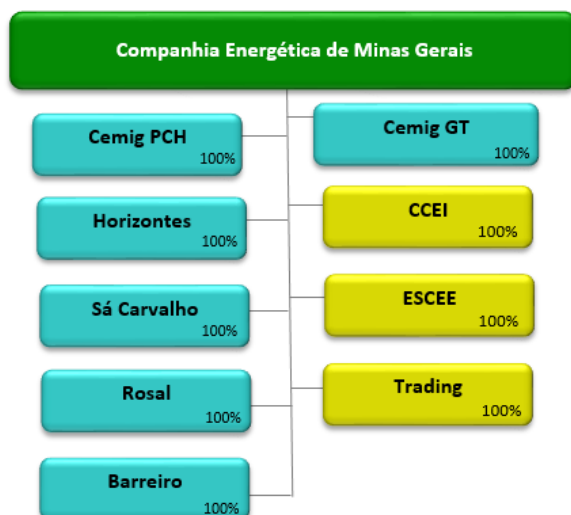 Companhia Energética de Minas Gerais
Cemig PCH
100%
Cemig GT
100%
Horizontes
100%
CCEI
100%
Sá Carvalho
100%
ESCEE
100%
Rosal
100%
Trading
100%
Barreiro
100%